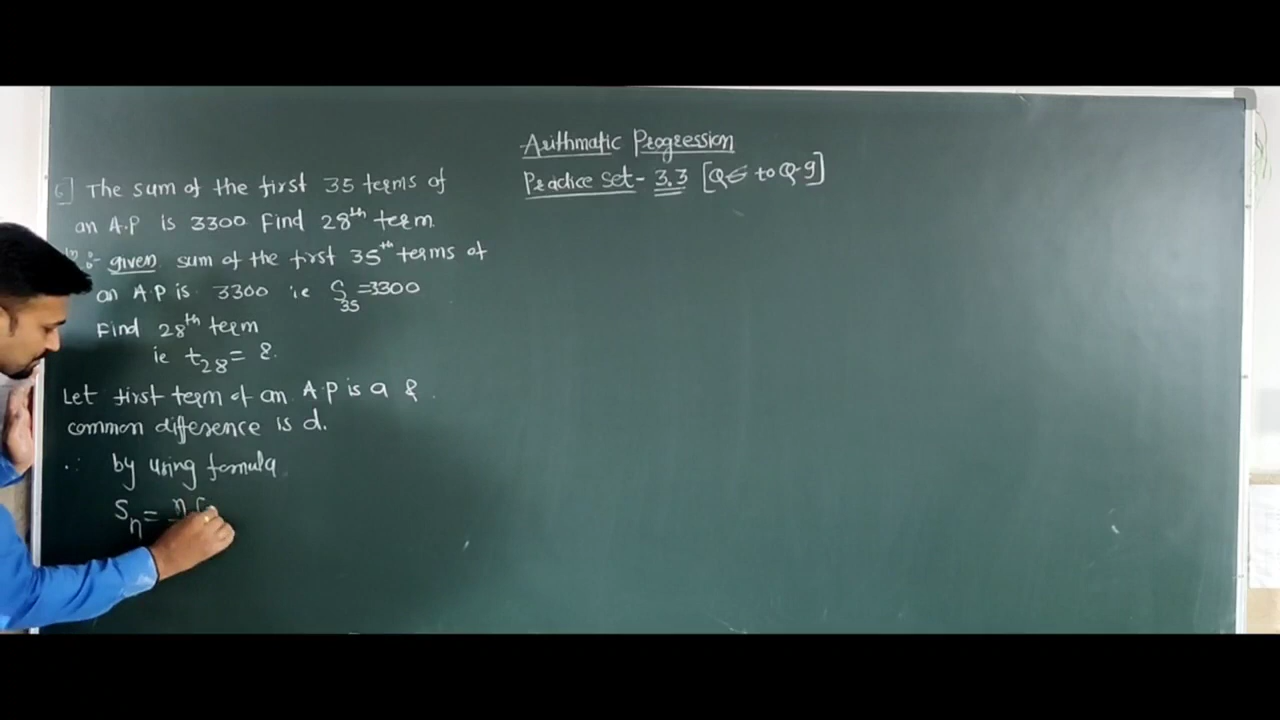 Arithmatic Progression
Practice Set - 3.3 [Q6 to Q-9]
6] The sum of the first 35 terms of
an A.P is 3300 Find 28th term.
:- given sum of the first 35th terms of
an A.P is. 3300 ie S35 = 3300
Find 28th term
ie t28 = ?.
Let first term of an A.P is a & .
common difference is d.
∴ by using formula
Sn = n [